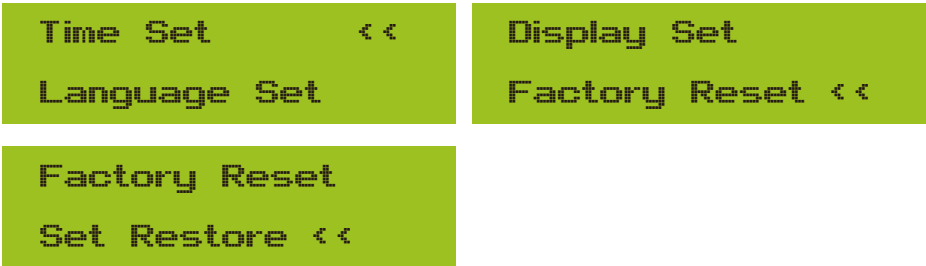 Time Set <<
Language Set
Display Set
Factory Reset <<
Factory Reset
Set Restore <<